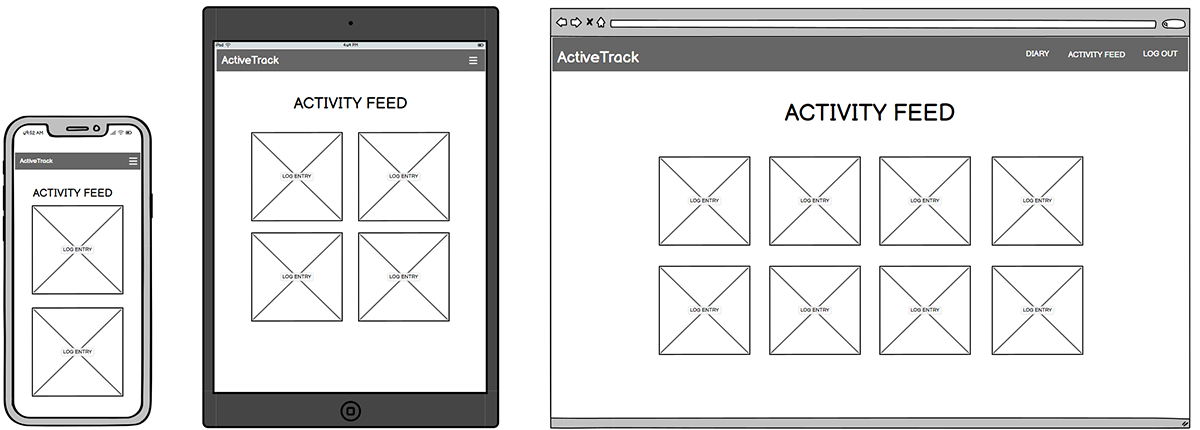 9:52 AM
ActiveTrack
ACTIVITY FEED
LOG ENTRY
LOG ENTRY
iPad
4:64 PM
ActiveTrack
ACTIVITY FEED
LOG ENTRY LOG ENTRY
LOG ENTRY LOG ENTRY
ActiveTrack DIARY ACTIVITY FEED LOG OUT
ACTIVITY FEED
LOG ENTRY LOG ENTRY LOG ENTRY LOG ENTRY
LOG ENTRY LOG ENTRY LOG ENTRY LOG ENTRY